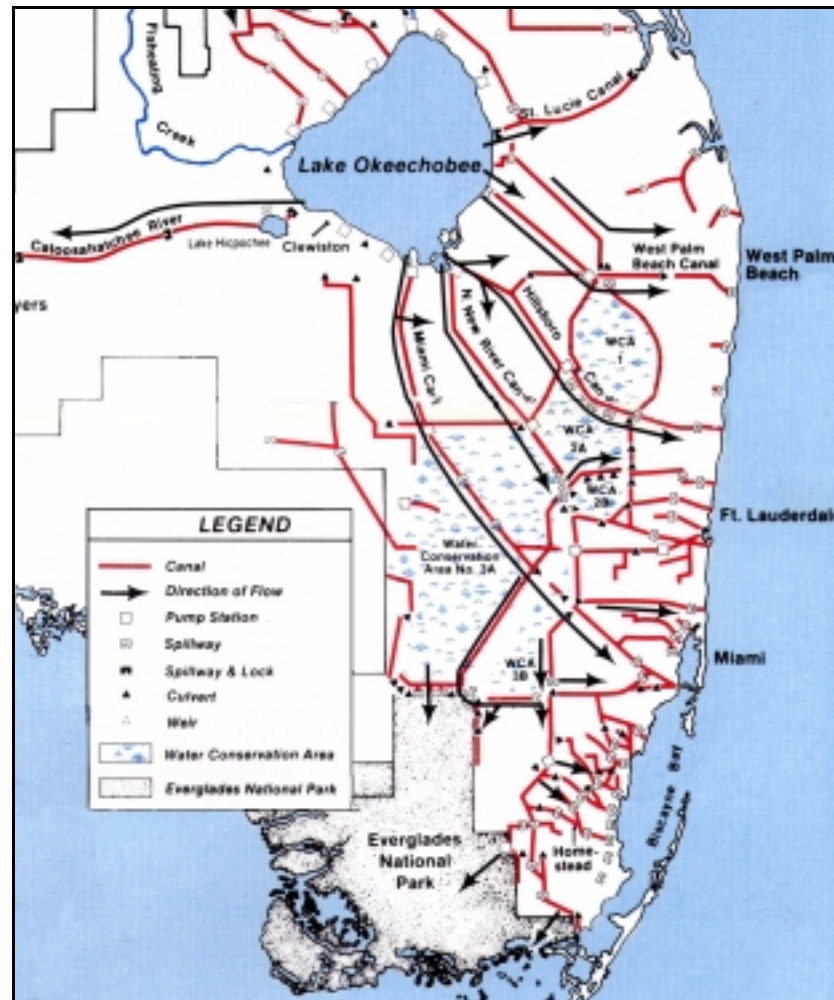 Fisheating
Creek
St. Lucie Canal
Lake Okeechobee
Caloosahatchee River
Lake Hicpochee
Clewiston
West Palm
Beach Canal
West Palm
Beach
yers
Hillsboro
Canal
N. New River Canal
Miami Canal
WCA
1
WCA
2A
WCA
2B
Ft. Lauderdale
LEGEND
Canal
Direction of Flow
Pump Station
Spillway
Spillway & Lock
Culvert
Weir
Water Conservation Area
Everglades National Park
Water
Conservation
Area No. 3A
WCA
3B
Miami
Biscayne Bay
Everglades
National
Park
Home-
stead